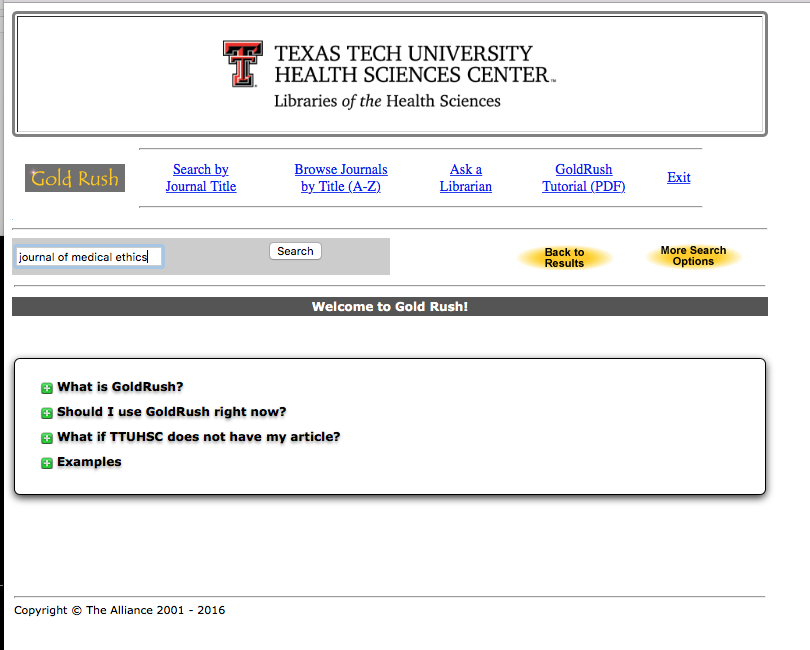 TEXAS TECH UNIVERSITY
HEALTH SCIENCES CENTER™
Libraries of the Health Sciences
Gold Rush
Search by
Journal Title
Browse Journals
by Title (A-Z)
Ask a
Librarian
GoldRush
Tutorial (PDF)
Exit
journal of medical ethics
Search
Back to
Results
More Search
Options
Welcome to Gold Rush!
What is GoldRush?
Should I use GoldRush right now?
What if TTUHSC does not have my article?
Examples
Copyright © The Alliance 2001 - 2016